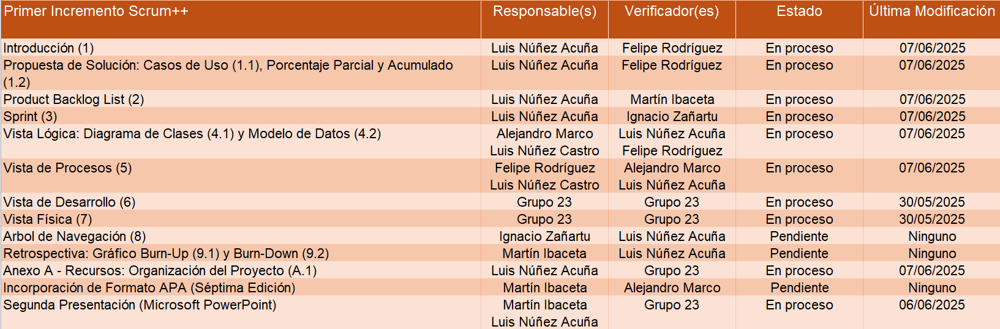 Primer Incremento Scrum++ Responsable(s) Verificador(es) Estado Última Modificación
Introducción (1) Luis Núñez Acuña Felipe Rodríguez En proceso 07/06/2025
Propuesta de Solución: Casos de Uso (1.1), Porcentaje Parcial y Acumulado Luis Núñez Acuña Felipe Rodríguez En proceso 07/06/2025
(1.2)
Product Backlog List (2) Luis Núñez Acuña Martín Ibaceta En proceso 07/06/2025
Sprint (3) Luis Núñez Acuña Ignacio Zañartu En proceso 07/06/2025
Vista Lógica: Diagrama de Clases (4.1) y Modelo de Datos (4.2) Alejandro Marco Luis Núñez Acuña En proceso 07/06/2025
Luis Núñez Castro Felipe Rodríguez
Vista de Procesos (5) Felipe Rodríguez Alejandro Marco En proceso 07/06/2025
Luis Núñez Castro Luis Núñez Acuña
Vista de Desarrollo (6) Grupo 23 Grupo 23 En proceso 30/05/2025
Vista Física (7) Grupo 23 Grupo 23 En proceso 30/05/2025
Arbol de Navegación (8) Ignacio Zañartu Luis Núñez Acuña Pendiente Ninguno
Retrospectiva: Gráfico Burn-Up (9.1) y Burn-Down (9.2) Martín Ibaceta Luis Núñez Acuña Pendiente Ninguno
Anexo A - Recursos: Organización del Proyecto (A.1) Luis Núñez Acuña Grupo 23 En proceso 07/06/2025
Incorporación de Formato APA (Séptima Edición) Martín Ibaceta Alejandro Marco Pendiente Ninguno
Segunda Presentación (Microsoft PowerPoint) Martín Ibaceta Grupo 23 En proceso 06/06/2025
Luis Núñez Acuña